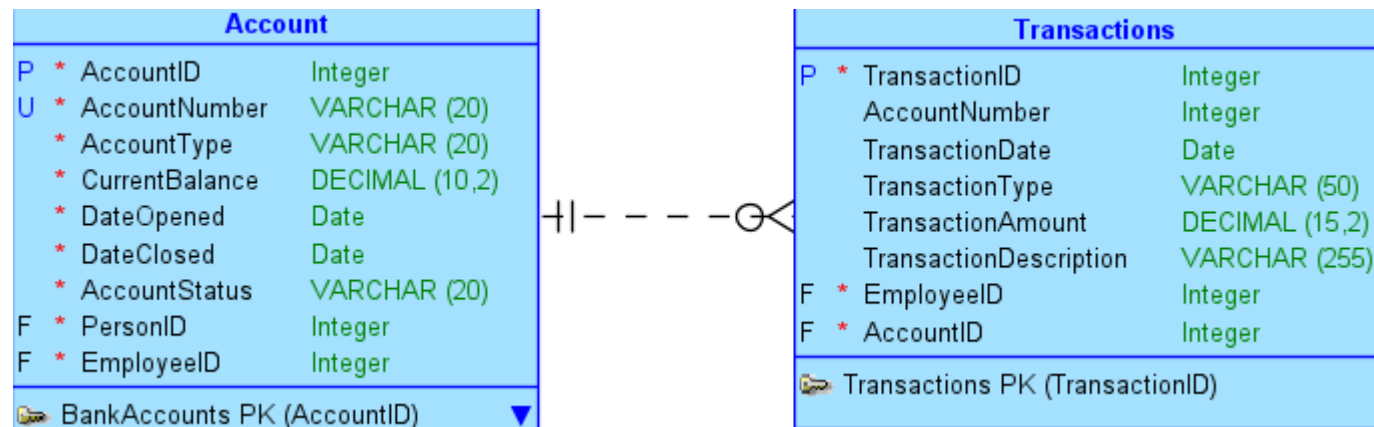 Account
P * AccountID Integer
U * AccountNumber VARCHAR (20)
* AccountType VARCHAR (20)
* CurrentBalance DECIMAL (10,2)
* DateOpened Date
* DateClosed Date
* AccountStatus VARCHAR (20)
F * PersonID Integer
F * EmployeeID Integer
BankAccounts PK (AccountID)
Transactions
P * TransactionID Integer
AccountNumber Integer
TransactionDate Date
TransactionType VARCHAR (50)
TransactionAmount DECIMAL (15,2)
TransactionDescription VARCHAR (255)
F * EmployeeID Integer
F * AccountID Integer
Transactions PK (TransactionID)